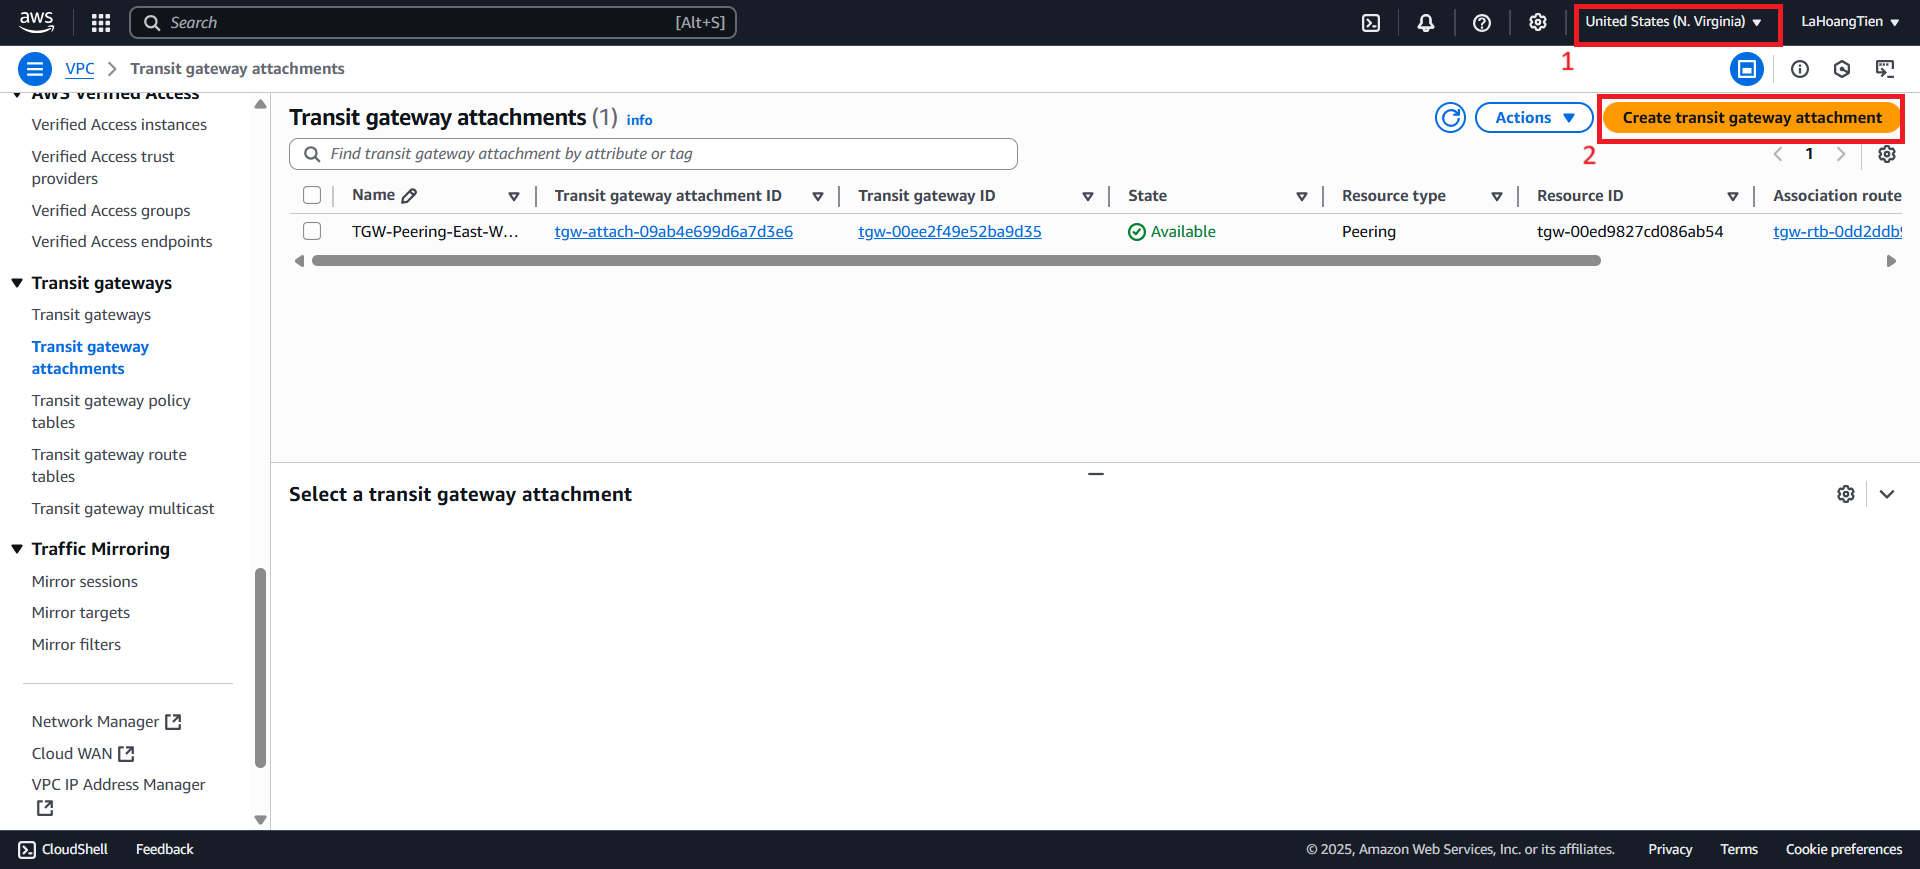 aws
Search
[Alt+S]
United States (N. Virginia)
LaHoangTien
1
VPC
Transit gateway attachments
AWS Verified Access
Verified Access instances
Verified Access trust
providers
Verified Access groups
Verified Access endpoints
Transit gateways
Transit gateways
Transit gateway
attachments
Transit gateway policy
tables
Transit gateway route
tables
Transit gateway multicast
Traffic Mirroring
Mirror sessions
Mirror targets
Mirror filters
Network Manager
Cloud WAN
VPC IP Address Manager
Transit gateway attachments (1) info
Actions
Create transit gateway attachment
2
Find transit gateway attachment by attribute or tag
1
Name
Transit gateway attachment ID
Transit gateway ID
State
Resource type
Resource ID
Association route
TGW-Peering-East-W...
tgw-attach-09ab4e699d6a7d3e6
tgw-00ee2f49e52ba9d35
Available
Peering
tgw-00ed9827cd086ab54
tgw-rtb-0dd2ddb
Select a transit gateway attachment
CloudShell
Feedback
© 2025, Amazon Web Services, Inc. or its affiliates.
Privacy
Terms
Cookie preferences